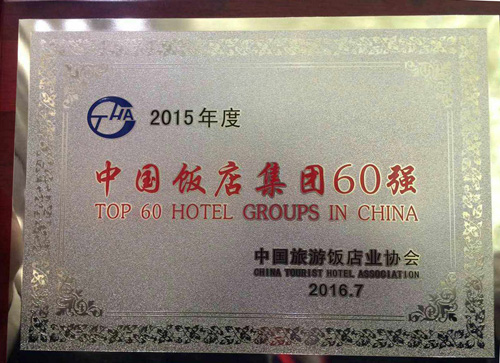 THA
2015年度
中国饭店集团60强
TOP 60 HOTEL GROUPS IN CHINA
中国旅游饭店业协会
CHINA TOURIST HOTEL ASSOCIATION
2016.7